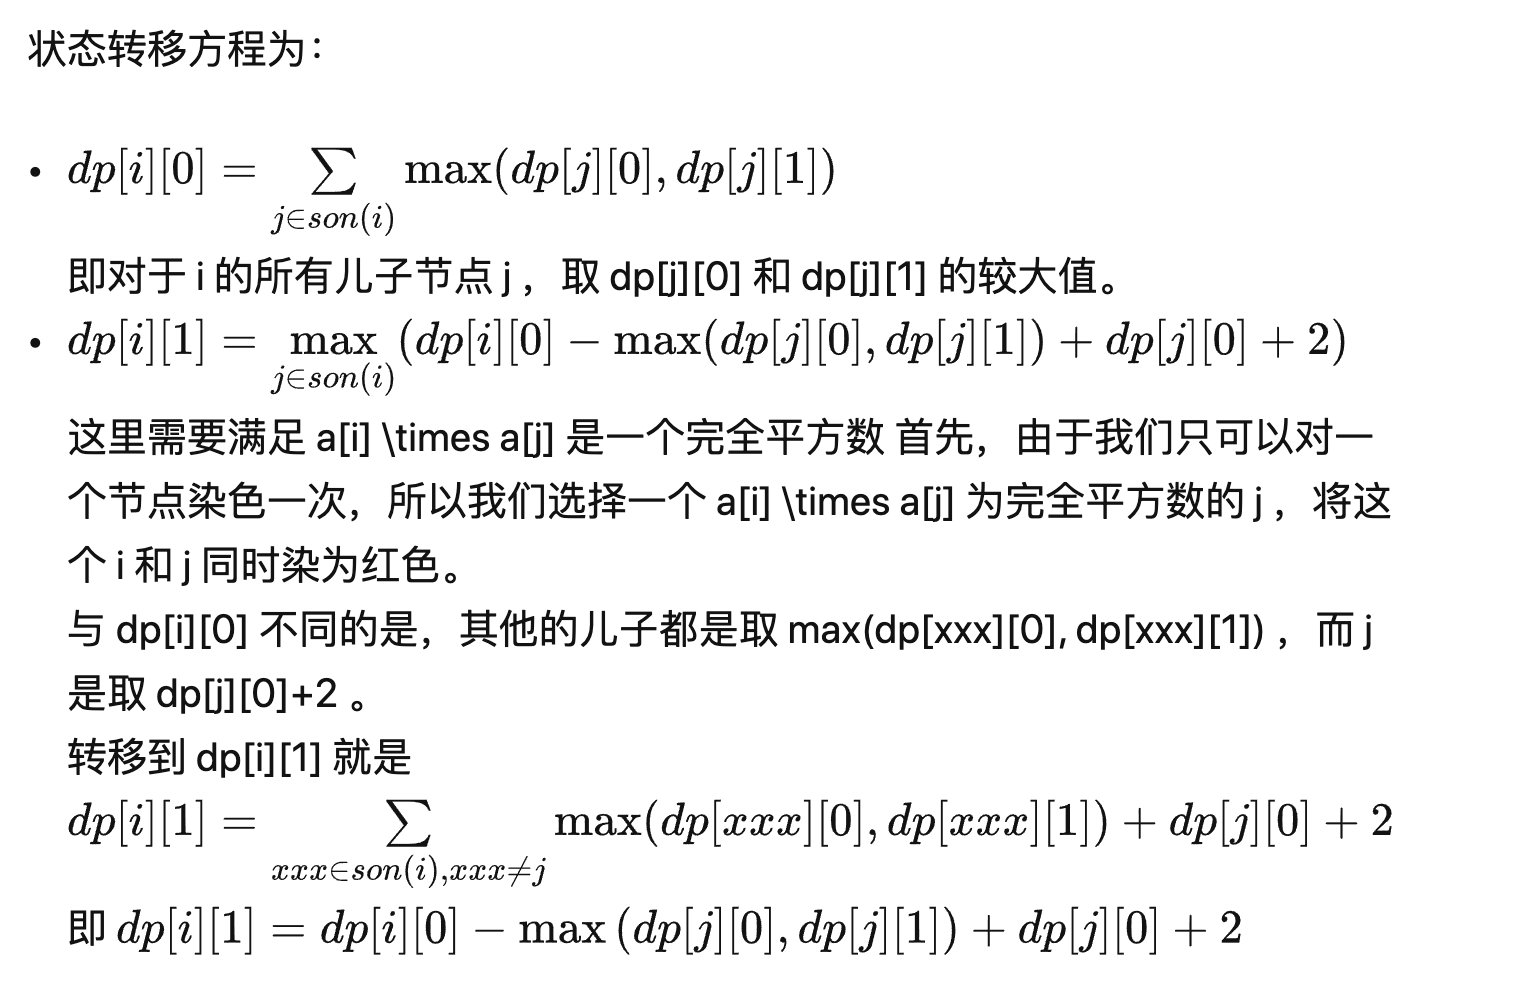 状态转移方程为：
• dp[i][0] = ∑_{j∈son(i)} max(dp[j][0], dp[j][1])
即对于 i 的所有儿子节点 j ，取 dp[j][0] 和 dp[j][1] 的较大值。
• dp[i][1] = max_{j∈son(i)} (dp[i][0] − max(dp[j][0], dp[j][1]) + dp[j][0] + 2)
这里需要满足 a[i] \times a[j] 是一个完全平方数 首先，由于我们只可以对一
个节点染色一次，所以我们选择一个 a[i] \times a[j] 为完全平方数的 j ，将这
个 i 和 j 同时染为红色。
与 dp[i][0] 不同的是，其他的儿子都是取 max(dp[xxx][0], dp[xxx][1]) ，而 j
是取 dp[j][0]+2 。
转移到 dp[i][1] 就是
dp[i][1] = ∑_{xxx∈son(i),xxx≠j} max(dp[xxx][0], dp[xxx][1]) + dp[j][0] + 2
即 dp[i][1] = dp[i][0] − max (dp[j][0], dp[j][1]) + dp[j][0] + 2